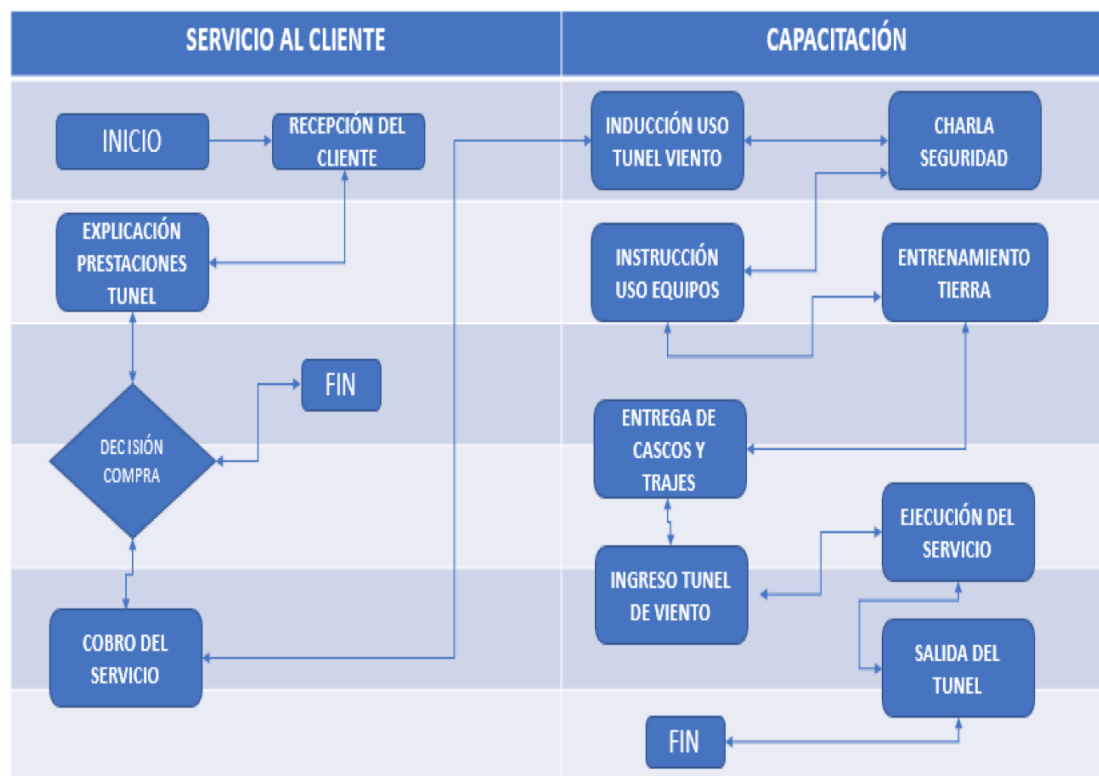 SERVICIO AL CLIENTE
INICIO
RECEPCIÓN DEL
CLIENTE
EXPLICACIÓN
PRESTACIONES
TUNEL
FIN
DECISIÓN
COMPRA
COBRO DEL
SERVICIO
CAPACITACIÓN
INDUCCIÓN USO
TUNEL VIENTO
CHARLA
SEGURIDAD
INSTRUCCIÓN
USO EQUIPOS
ENTRENAMIENTO
TIERRA
ENTREGA DE
CASCOS Y
TRAJES
INGRESO TUNEL
DE VIENTO
EJECUCIÓN DEL
SERVICIO
SALIDA DEL
TUNEL
FIN